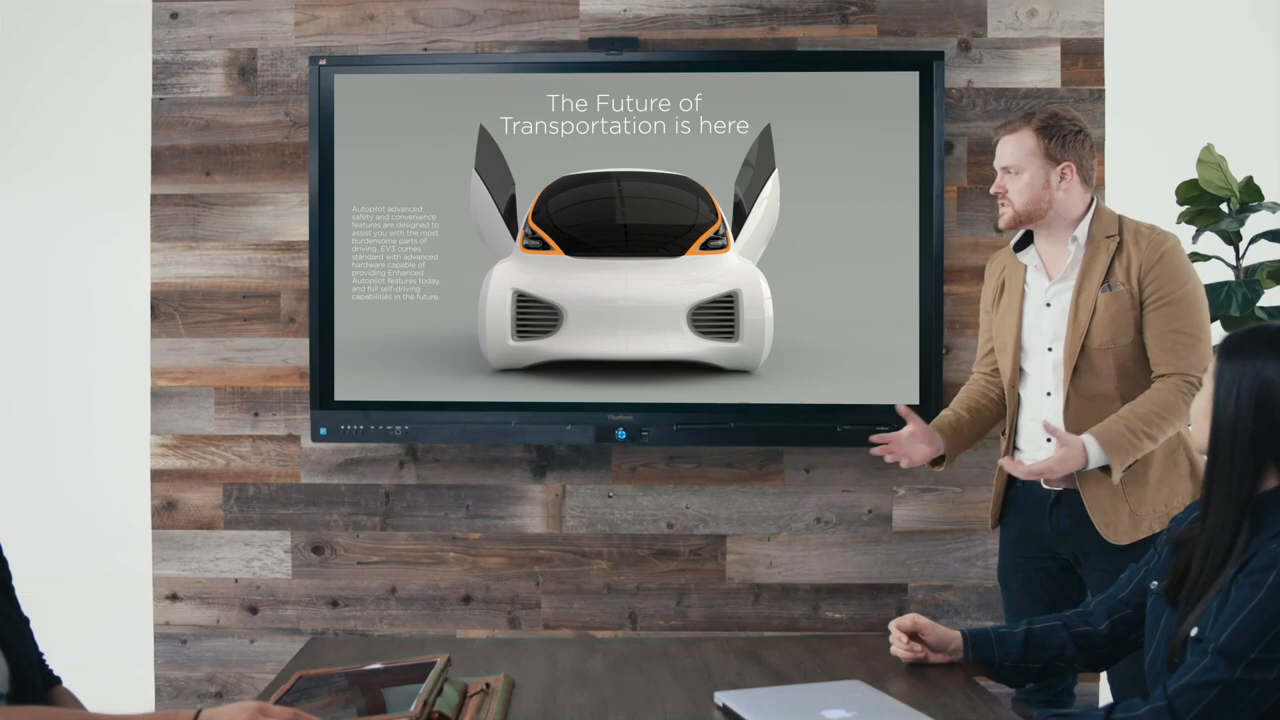 The Future of
Transportation is here
Autopilot advanced
safety and convenience
features are designed to
assist you with the most
burdensome parts of
driving. EV3 comes
standard with advanced
hardware capable of
providing Enhanced
Autopilot features today,
and full self-driving
capabilities in the future.
ViewSonic